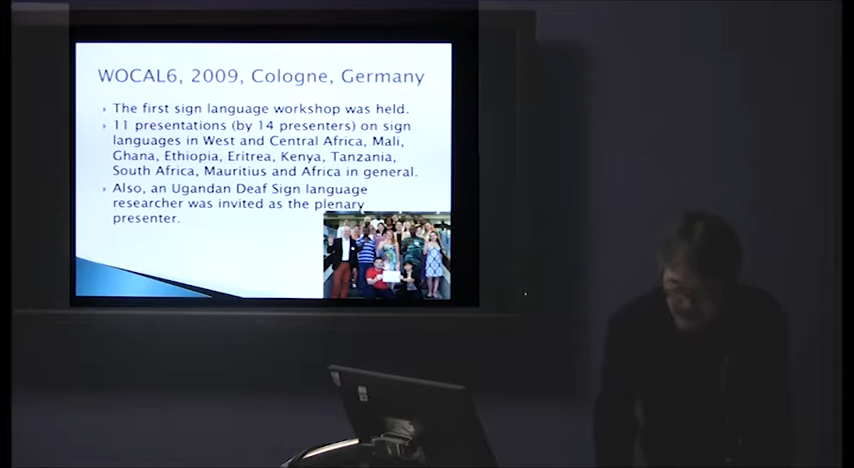 WOCAL6, 2009, Cologne, Germany
The first sign language workshop was held.
11 presentations (by 14 presenters) on sign
languages in West and Central Africa, Mali,
Ghana, Ethiopia, Eritrea, Kenya, Tanzania,
South Africa, Mauritius and Africa in general.
Also, an Ugandan Deaf Sign language
researcher was invited as the plenary
presenter.